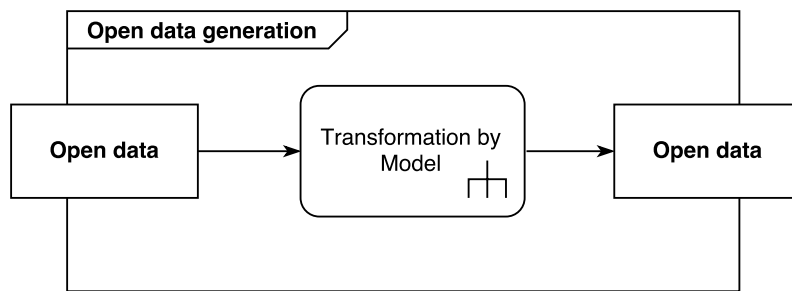 Open data generation
Open data
Transformation by
Model
Open data